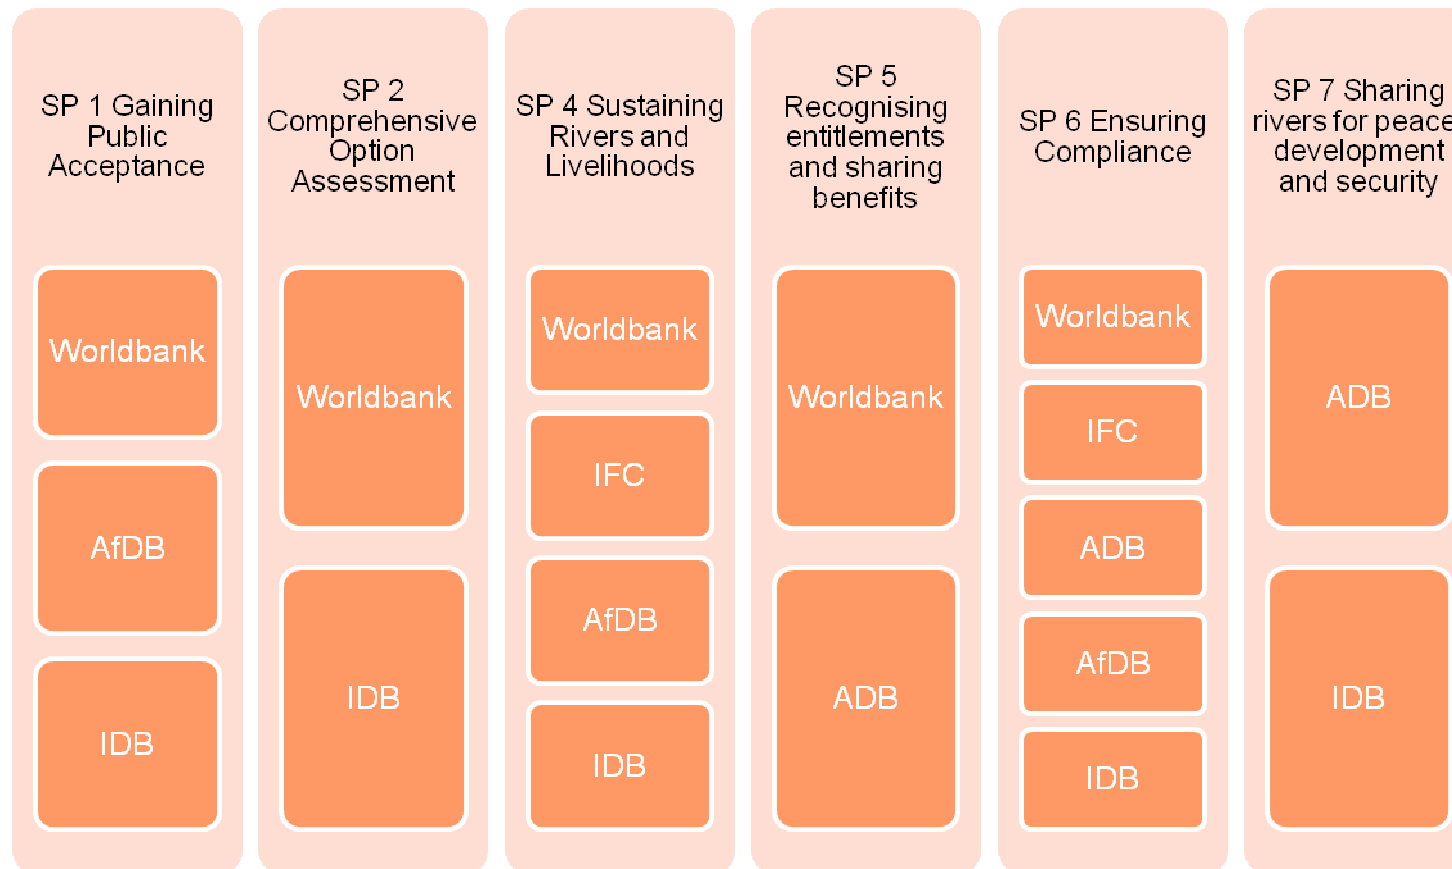 SP 1 Gaining
Public
Acceptance
Worldbank
AfDB
IDB
SP 2
Comprehensive
Option
Assessment
Worldbank
IDB
SP 4 Sustaining
Rivers and
Livelihoods
Worldbank
IFC
AfDB
IDB
SP 5
Recognising
entitlements
and sharing
benefits
Worldbank
ADB
SP 6 Ensuring
Compliance
Worldbank
IFC
ADB
AfDB
IDB
SP 7 Sharing
rivers for peace
development
and security
ADB
IDB